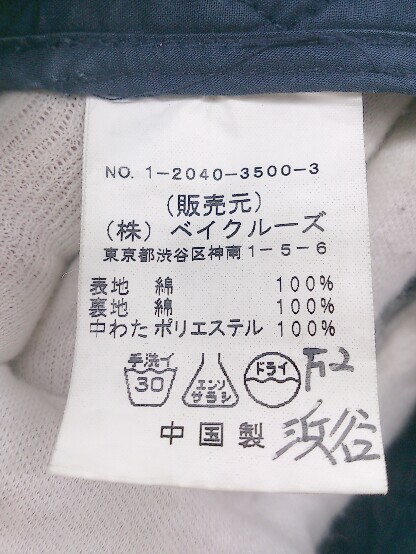 NO. 1-2040-3500-3
(販売元)
(株) ベイクルーズ
東京都渋谷区神南1-5-6
表地 綿 100%
裏地 綿 100%
中わた ポリエステル 100%
手洗イ 30 エンソ サラシ ドライ
中国製 浜谷